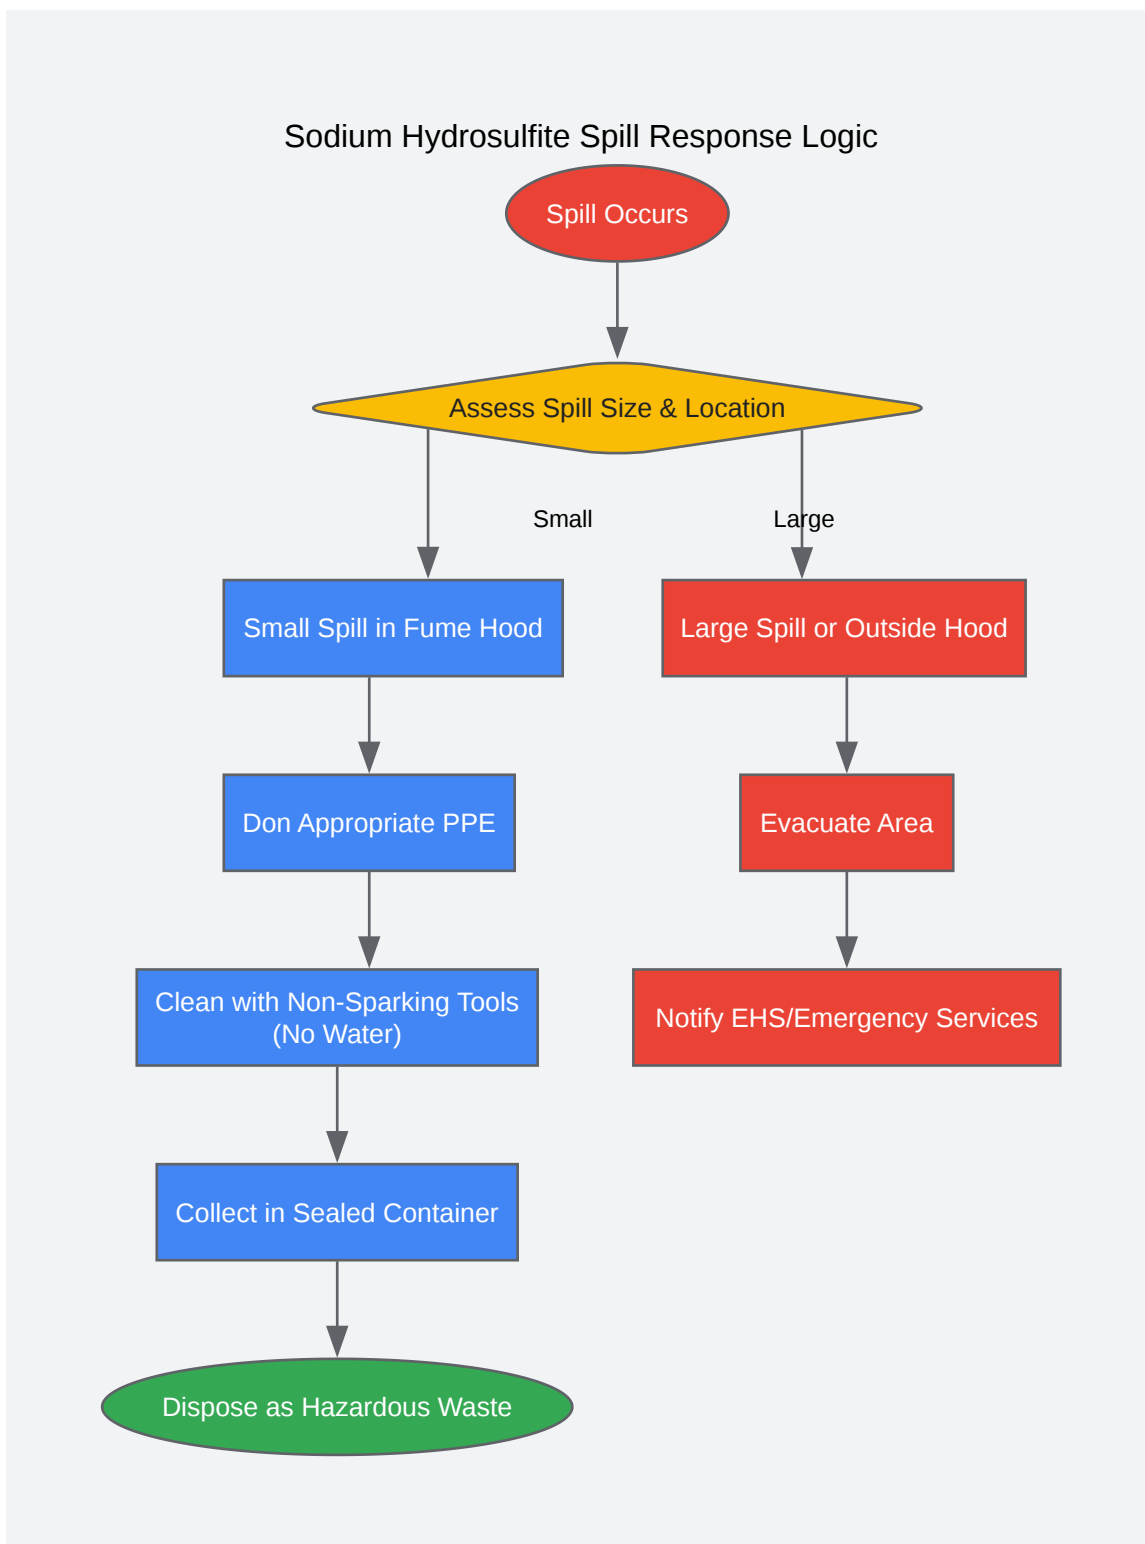 Sodium Hydrosulfite Spill Response Logic
Spill Occurs
Assess Spill Size & Location
Small
Large
Small Spill in Fume Hood
Large Spill or Outside Hood
Don Appropriate PPE
Evacuate Area
Clean with Non-Sparking Tools
(No Water)
Notify EHS/Emergency Services
Collect in Sealed Container
Dispose as Hazardous Waste